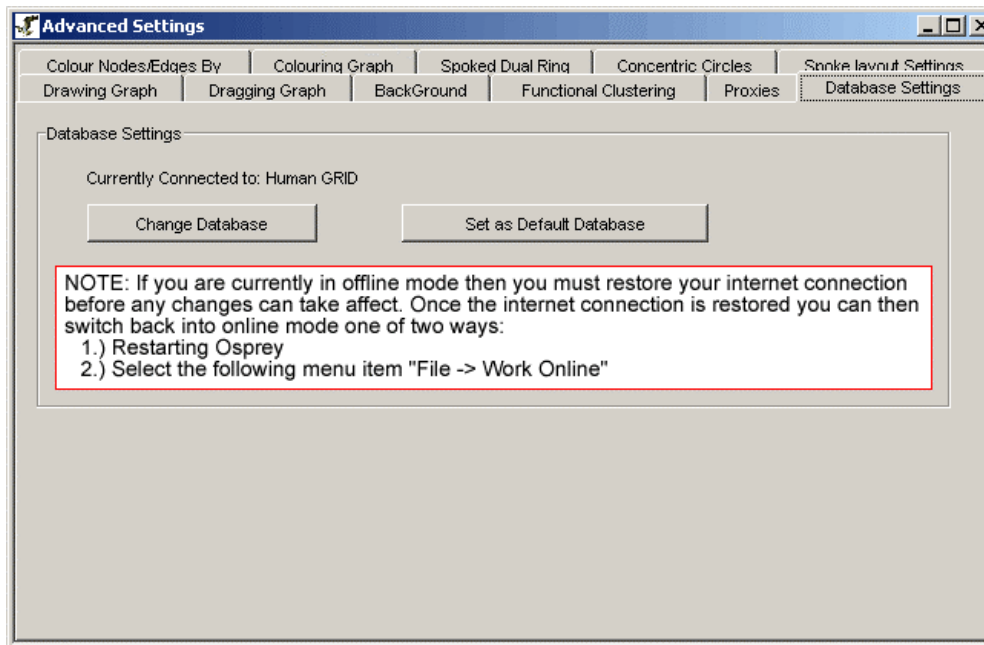 Advanced Settings
Colour Nodes/Edges By Colouring Graph Spoked Dual Ring Concentric Circles Spoke layout Settings
Drawing Graph Dragging Graph BackGround Functional Clustering Proxies Database Settings
Database Settings
Currently Connected to: Human GRID
Change Database Set as Default Database
NOTE: If you are currently in offline mode then you must restore your internet connection
before any changes can take affect. Once the internet connection is restored you can then
switch back into online mode one of two ways:
1.) Restarting Osprey
2.) Select the following menu item "File -> Work Online"